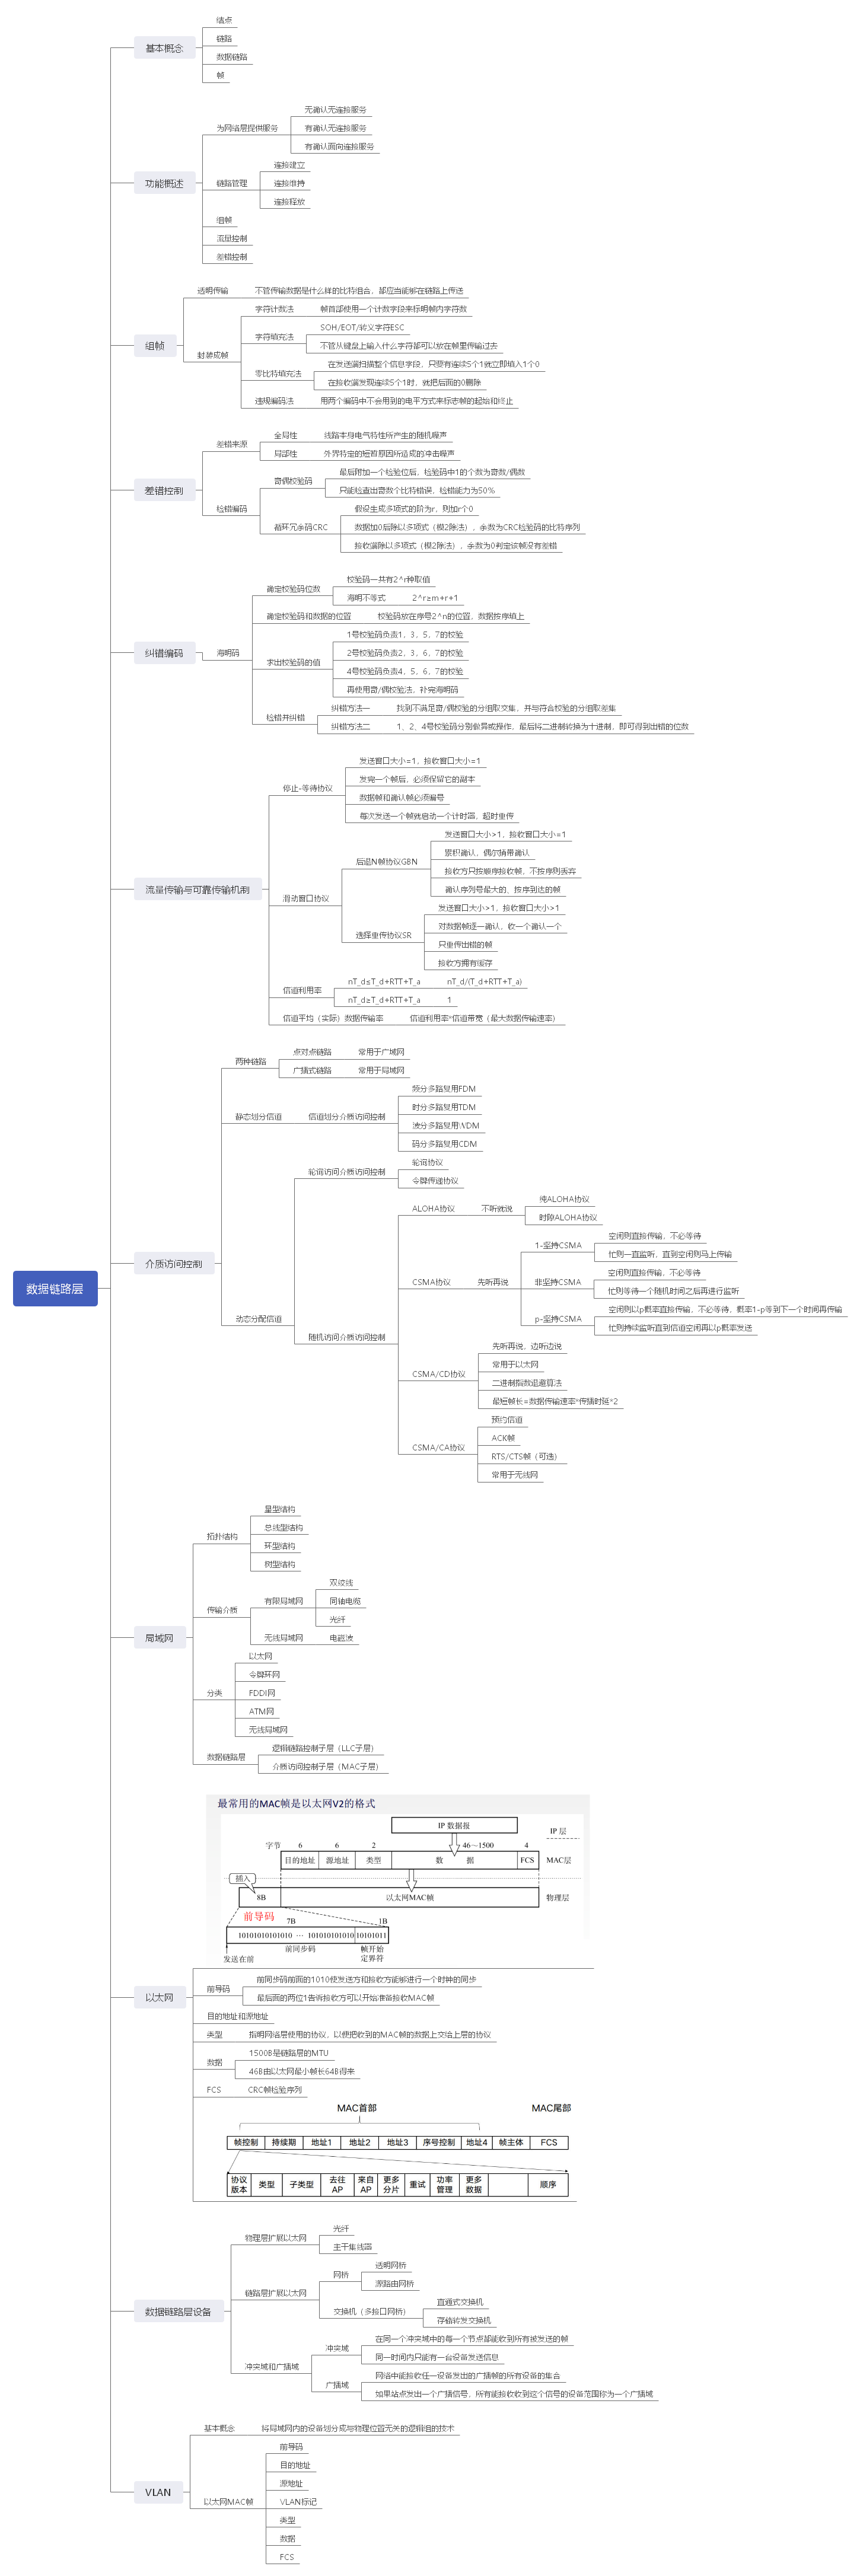 数据链路层
基本概念
结点
链路
数据链路
帧
功能概述
为网络层提供服务
无确认无连接服务
有确认无连接服务
有确认面向连接服务
链路管理
连接建立
连接维持
连接释放
组帧
流量控制
差错控制
组帧
透明传输
不管传输数据是什么样的比特组合，都应当能够在链路上传送
封装成帧
字符计数法
帧首部使用一个计数字段来标明帧内字符数
字符填充法
SOH/EOT/转义字符ESC
不管从键盘上输入什么字符都可以放在帧里传输过去
零比特填充法
在发送端扫描整个信息字段，只要有连续5个1就立即填入1个0
在接收端发现连续5个1时，就把后面的0删除
违规编码法
用两个编码中不会用到的电平方式来标志帧的起始和终止
差错控制
差错来源
全局性
线路本身电气特性所产生的随机噪声
局部性
外界特定的短暂原因所造成的冲击噪声
检错编码
奇偶校验码
最后附加一个检验位后，检验码中1的个数为奇数/偶数
只能检查出奇数个比特错误，检错能力为50%
循环冗余码CRC
假设生成多项式的阶为r，则加r个0
数据加0后除以多项式（模2除法），余数为CRC检验码的比特序列
接收端除以多项式（模2除法），余数为0判定该帧没有差错
纠错编码
海明码
确定校验码位数
校验码一共有2^r种取值
海明不等式
2^r≥m+r+1
确定校验码和数据的位置
校验码放在序号2^n的位置，数据按序填上
求出校验码的值
1号校验码负责1，3，5，7的校验
2号校验码负责2，3，6，7的校验
4号校验码负责4，5，6，7的校验
再使用奇/偶校验法，补完海明码
检错并纠错
纠错方法一
找到不满足奇/偶校验的分组取交集，并与符合校验的分组取差集
纠错方法二
1、2、4号校验码分别做异或操作，最后将二进制转换为十进制，即可得到出错的位数
流量传输与可靠传输机制
停止-等待协议
发送窗口大小=1，接收窗口大小=1
发完一个帧后，必须保留它的副本
数据帧和确认帧必须编号
每次发送一个帧就启动一个计时器，超时重传
滑动窗口协议
后退N帧协议GBN
发送窗口大小>1，接收窗口大小=1
累积确认，偶尔捎带确认
接收方只按顺序接收帧，不按序则丢弃
确认序列号最大的、按序到达的帧
选择重传协议SR
发送窗口大小>1，接收窗口大小>1
对数据帧逐一确认，收一个确认一个
只重传出错的帧
接收方拥有缓存
信道利用率
nT_d≤T_d+RTT+T_a
nT_d/(T_d+RTT+T_a)
nT_d≥T_d+RTT+T_a
1
信道平均（实际）数据传输率
信道利用率*信道带宽（最大数据传输速率）
介质访问控制
两种链路
点对点链路
常用于广域网
广播式链路
常用于局域网
静态划分信道
信道划分介质访问控制
频分多路复用FDM
时分多路复用TDM
波分多路复用WDM
码分多路复用CDM
动态分配信道
轮询访问介质访问控制
轮询协议
令牌传递协议
随机访问介质访问控制
ALOHA协议
不听就说
纯ALOHA协议
时隙ALOHA协议
CSMA协议
先听再说
1-坚持CSMA
空闲则直接传输，不必等待
忙则一直监听，直到空闲则马上传输
非坚持CSMA
空闲则直接传输，不必等待
忙则等待一个随机时间之后再进行监听
p-坚持CSMA
空闲则以p概率直接传输，不必等待，概率1-p等到下一个时间再传输
忙则持续监听直到信道空闲再以p概率发送
CSMA/CD协议
先听再说，边听边说
常用于以太网
二进制指数退避算法
最短帧长=数据传输速率*传播时延*2
CSMA/CA协议
预约信道
ACK帧
RTS/CTS帧（可选）
常用于无线网
局域网
拓扑结构
星型结构
总线型结构
环型结构
树型结构
传输介质
有限局域网
双绞线
同轴电缆
光纤
无线局域网
电磁波
分类
以太网
令牌环网
FDDI网
ATM网
无线局域网
数据链路层
逻辑链路控制子层（LLC子层）
介质访问控制子层（MAC子层）
以太网
最常用的MAC帧是以太网V2的格式
IP 数据报
IP 层
字节
6
6
2
46～1500
4
目的地址
源地址
类型
数 据
FCS
MAC层
插入
8B
以太网MAC帧
物理层
前导码
7B
1B
10101010101010 … 10101010101010101011
前同步码
帧开始
定界符
发送在前
前导码
前同步码前面的1010使发送方和接收方能够进行一个时钟的同步
最后面的两位1告诉接收方可以开始准备接收MAC帧
目的地址和源地址
类型
指明网络层使用的协议，以便把收到的MAC帧的数据上交给上层的协议
数据
1500B是链路层的MTU
46B由以太网最小帧长64B得来
FCS
CRC帧检验序列
MAC首部
MAC尾部
帧控制
持续期
地址1
地址2
地址3
序号控制
地址4
帧主体
FCS
协议版本
类型
子类型
去往AP
来自AP
更多分片
重试
功率管理
更多数据
顺序
数据链路层设备
物理层扩展以太网
光纤
主干集线器
链路层扩展以太网
网桥
透明网桥
源路由网桥
交换机（多接口网桥）
直通式交换机
存储转发交换机
冲突域和广播域
冲突域
在同一个冲突域中的每一个节点都能收到所有被发送的帧
同一时间内只能有一台设备发送信息
广播域
网络中能接收任一设备发出的广播帧的所有设备的集合
如果站点发出一个广播信号，所有能接收收到这个信号的设备范围称为一个广播域
VLAN
基本概念
将局域网内的设备划分成与物理位置无关的逻辑组的技术
以太网MAC帧
前导码
目的地址
源地址
VLAN标记
类型
数据
FCS